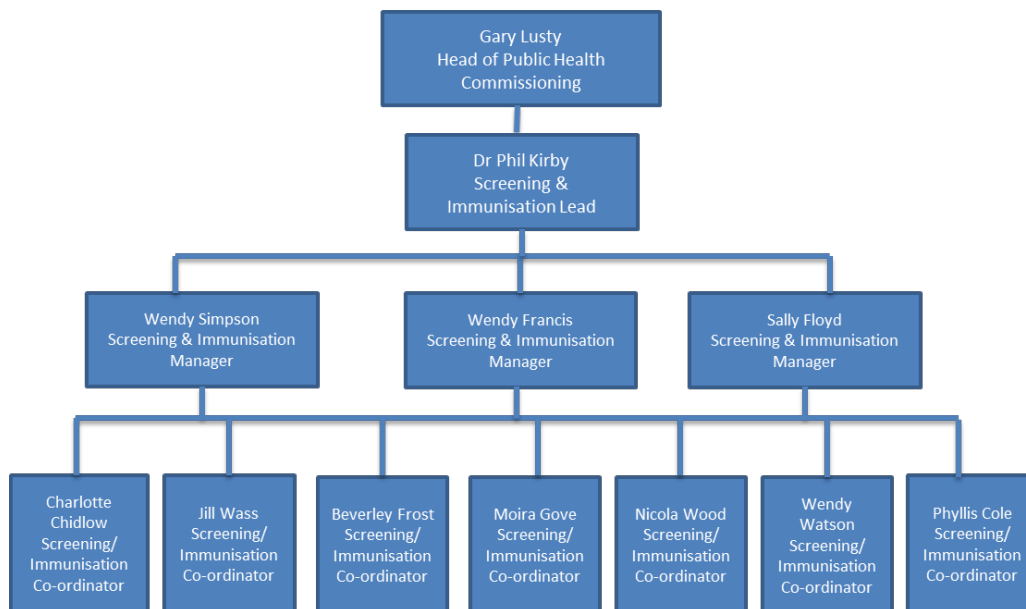 Gary Lusty
Head of Public Health
Commissioning
Dr Phil Kirby
Screening &
Immunisation Lead
Wendy Simpson
Screening & Immunisation
Manager
Wendy Francis
Screening & Immunisation
Manager
Sally Floyd
Screening & Immunisation
Manager
Charlotte
Chidlow
Screening/
Immunisation
Co-ordinator
Jill Wass
Screening/
Immunisation
Co-ordinator
Beverley Frost
Screening/
Immunisation
Co-ordinator
Moira Gove
Screening/
Immunisation
Co-ordinator
Nicola Wood
Screening/
Immunisation
Co-ordinator
Wendy
Watson
Screening/
Immunisation
Co-ordinator
Phyllis Cole
Screening/
Immunisation
Co-ordinator